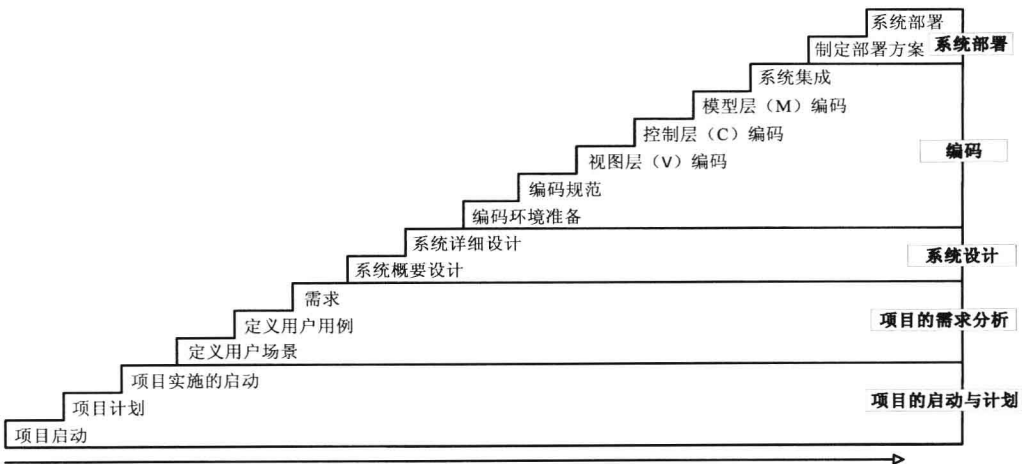 系统部署
制定部署方案 系统部署
系统集成
模型层（M）编码
控制层（C）编码
视图层（V）编码 编码
编码规范
编码环境准备
系统详细设计 系统设计
系统概要设计
需求
定义用户用例 项目的需求分析
定义用户场景
项目实施的启动
项目计划 项目的启动与计划
项目启动